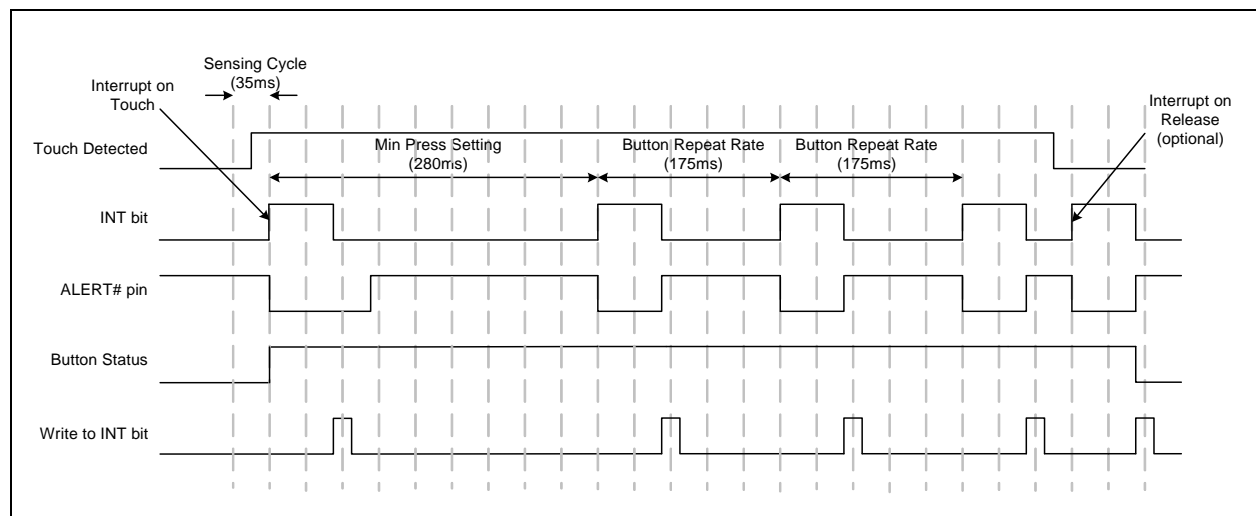 Sensing Cycle
(35ms)
Interrupt on
Touch
Interrupt on
Release
(optional)
Touch Detected
Min Press Setting
(280ms)
Button Repeat Rate
(175ms)
Button Repeat Rate
(175ms)
INT bit
ALERT# pin
Button Status
Write to INT bit